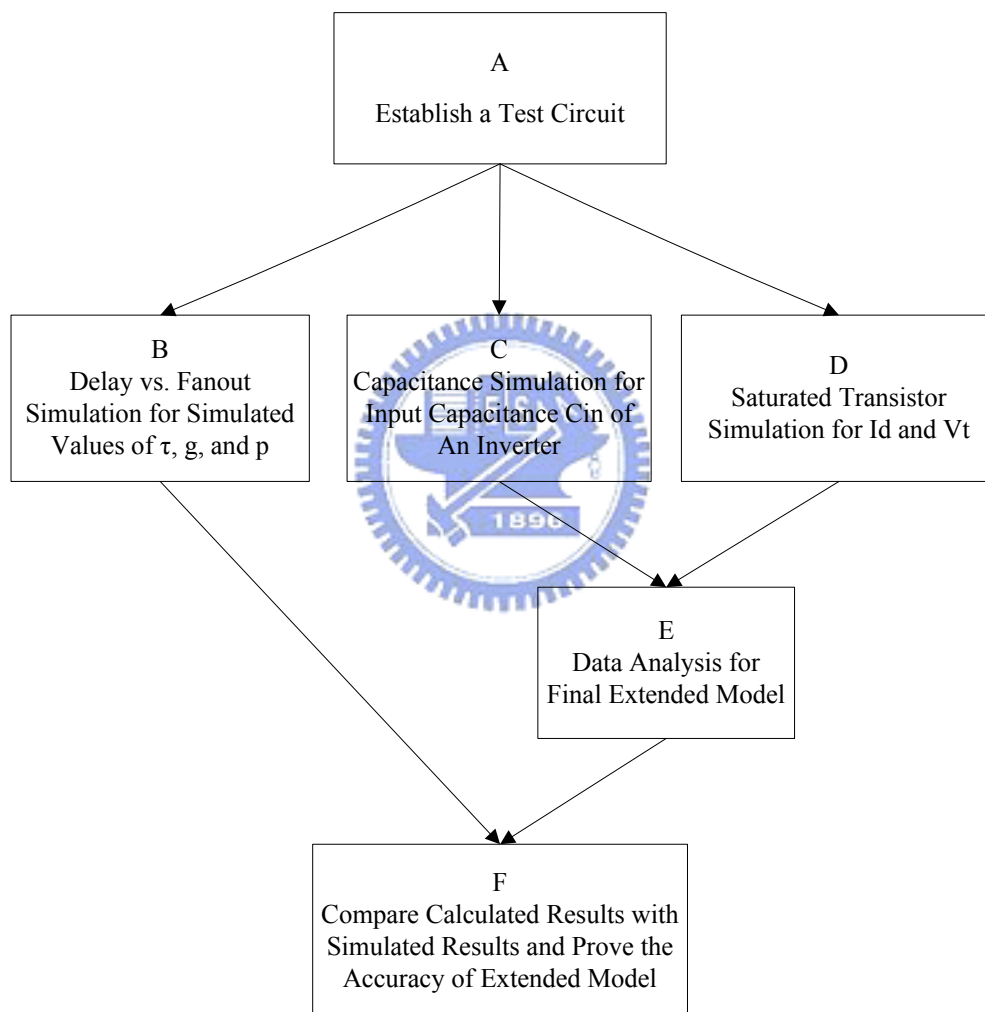 A
Establish a Test Circuit
B
Delay vs. Fanout
Simulation for Simulated
Values of τ, g, and p
C
Capacitance Simulation for
Input Capacitance Cin of
An Inverter
D
Saturated Transistor
Simulation for Id and Vt
1896
E
Data Analysis for
Final Extended Model
F
Compare Calculated Results with
Simulated Results and Prove the
Accuracy of Extended Model